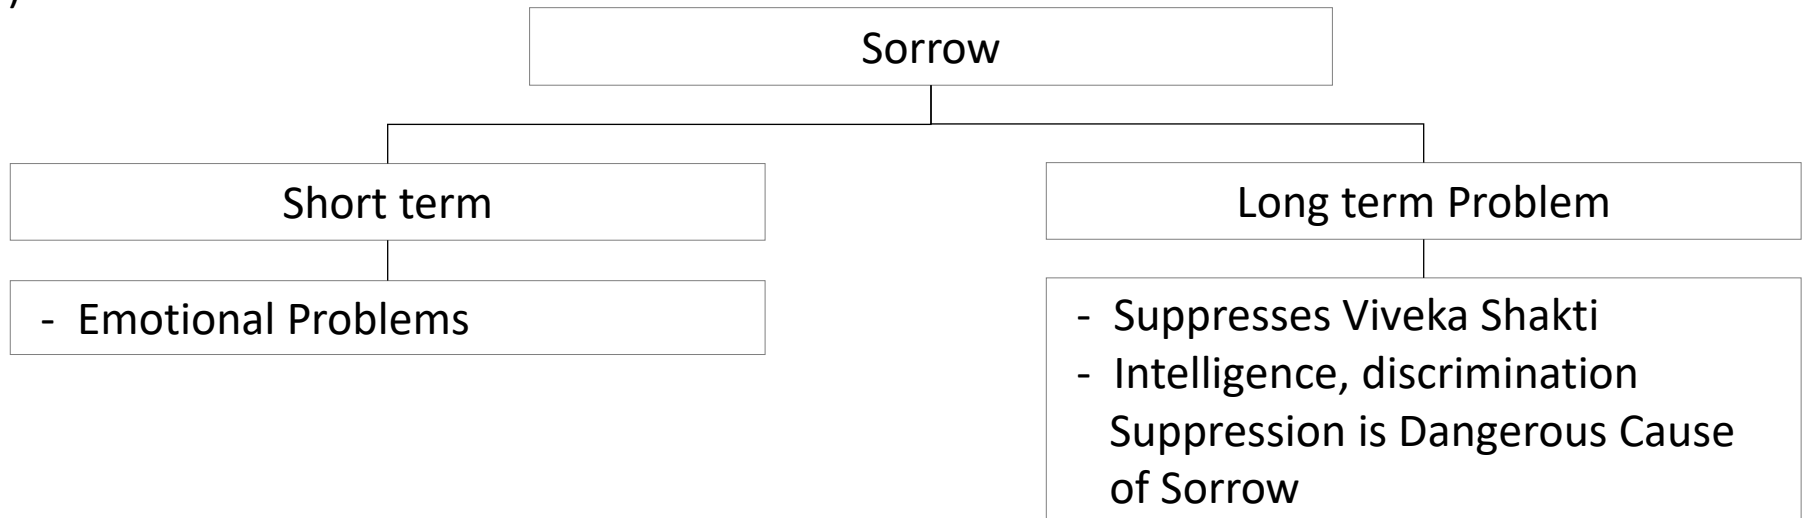 Sorrow
Short term
Long term Problem
- Emotional Problems
- Suppresses Viveka Shakti
- Intelligence, discrimination
Suppression is Dangerous Cause
of Sorrow